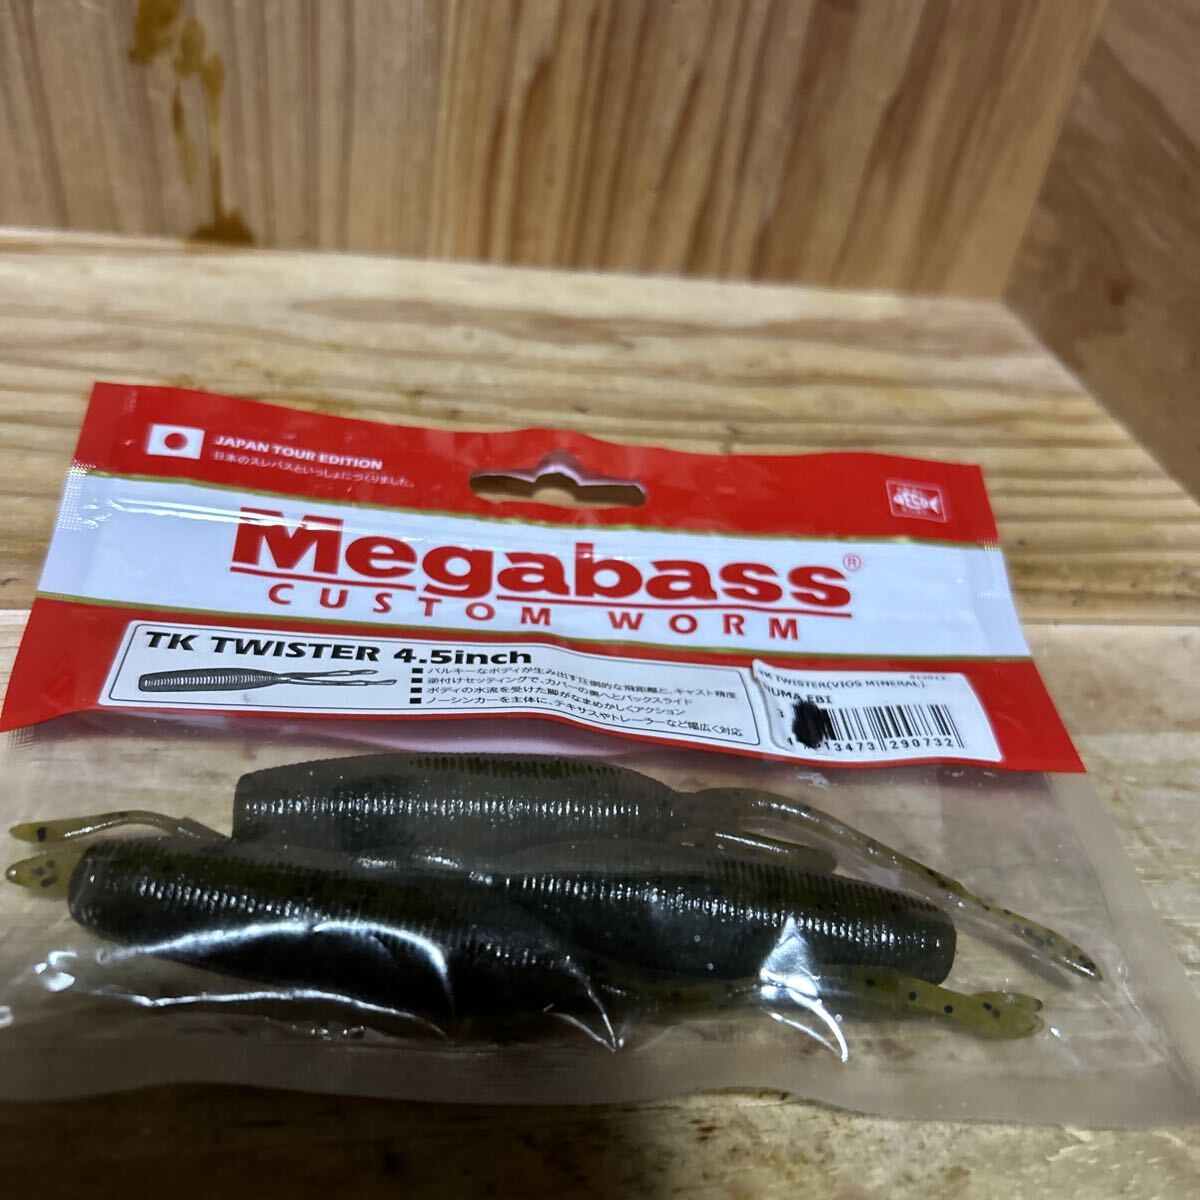 JAPAN TOUR EDITION
日本のスレバスといっしょにつくりました。
Megabass®
CUSTOM WORM
TK TWISTER 4.5inch
■ バルキーなボディが生み出す圧倒的な飛距離と、キャスト精度
■ 逆付けセッティングで、カバーの奥へとバックスライド
■ ボディの水流を受けた脚がなまめかしくアクション
■ ノーシンカーを主体に、テキサスやトレーラーなど幅広く対応
TK TWISTER(VIOS MINERAL)
EBI
13473 290732